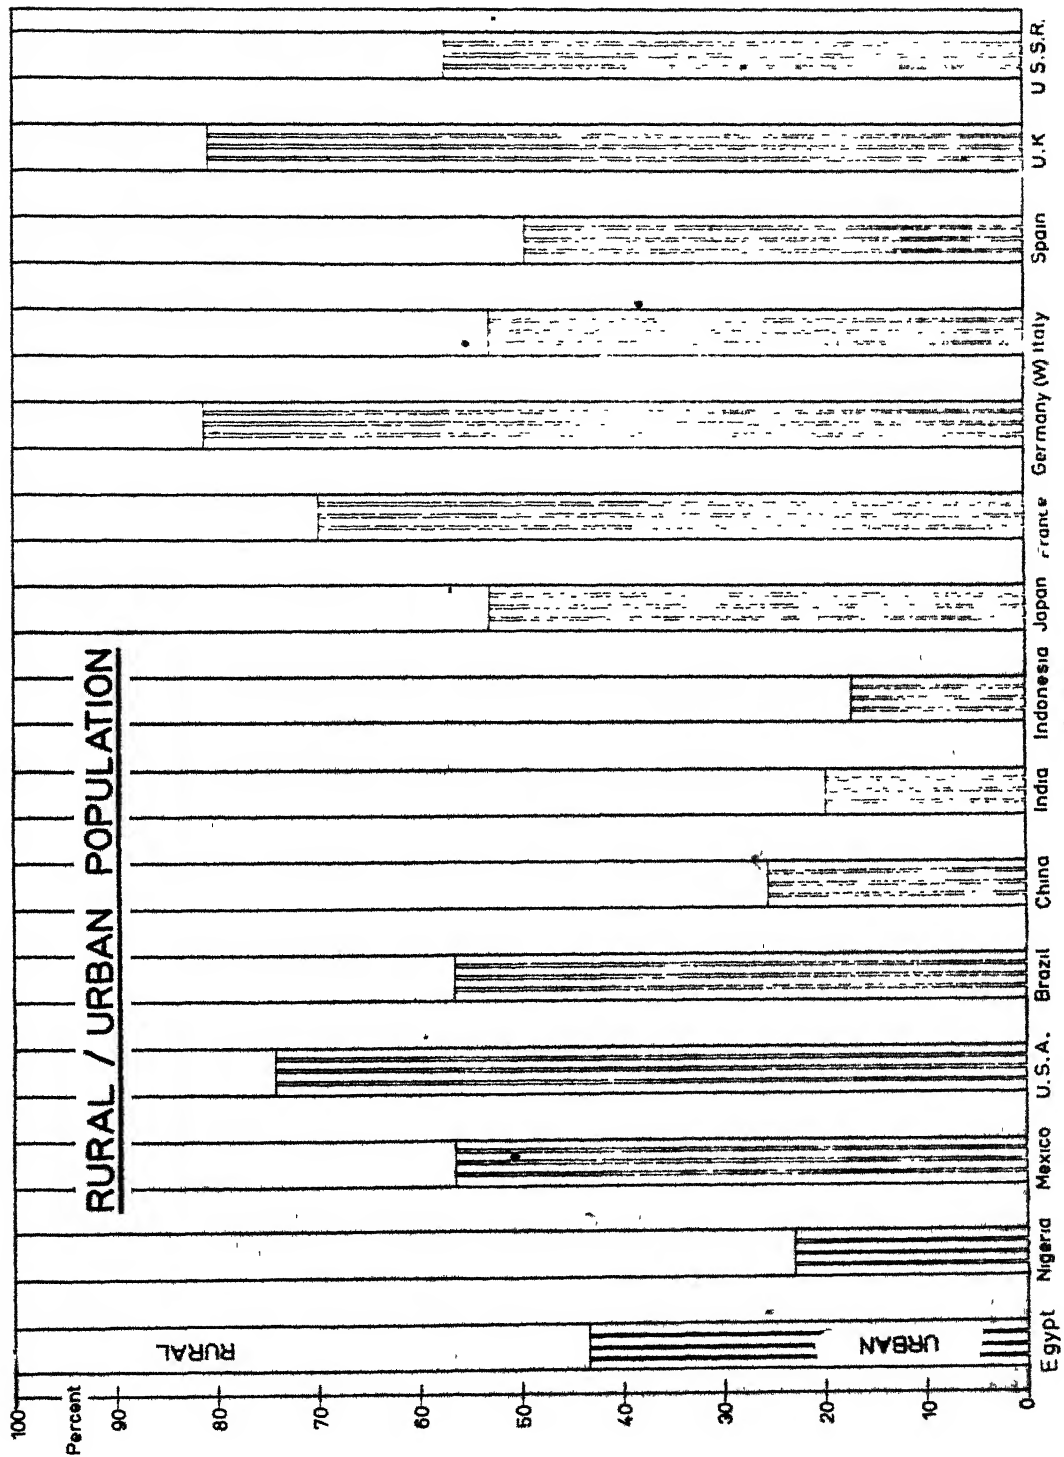 RURAL / URBAN POPULATION
Percent
100
90
80
70
60
50
40
30
20
10
0
RURAL
URBAN
Egypt
Nigeria
Mexico
U.S.A.
Brazil
China
India
Indonesia
Japan
France
Germany (W)
Italy
Spain
U.K
U S.S.R.